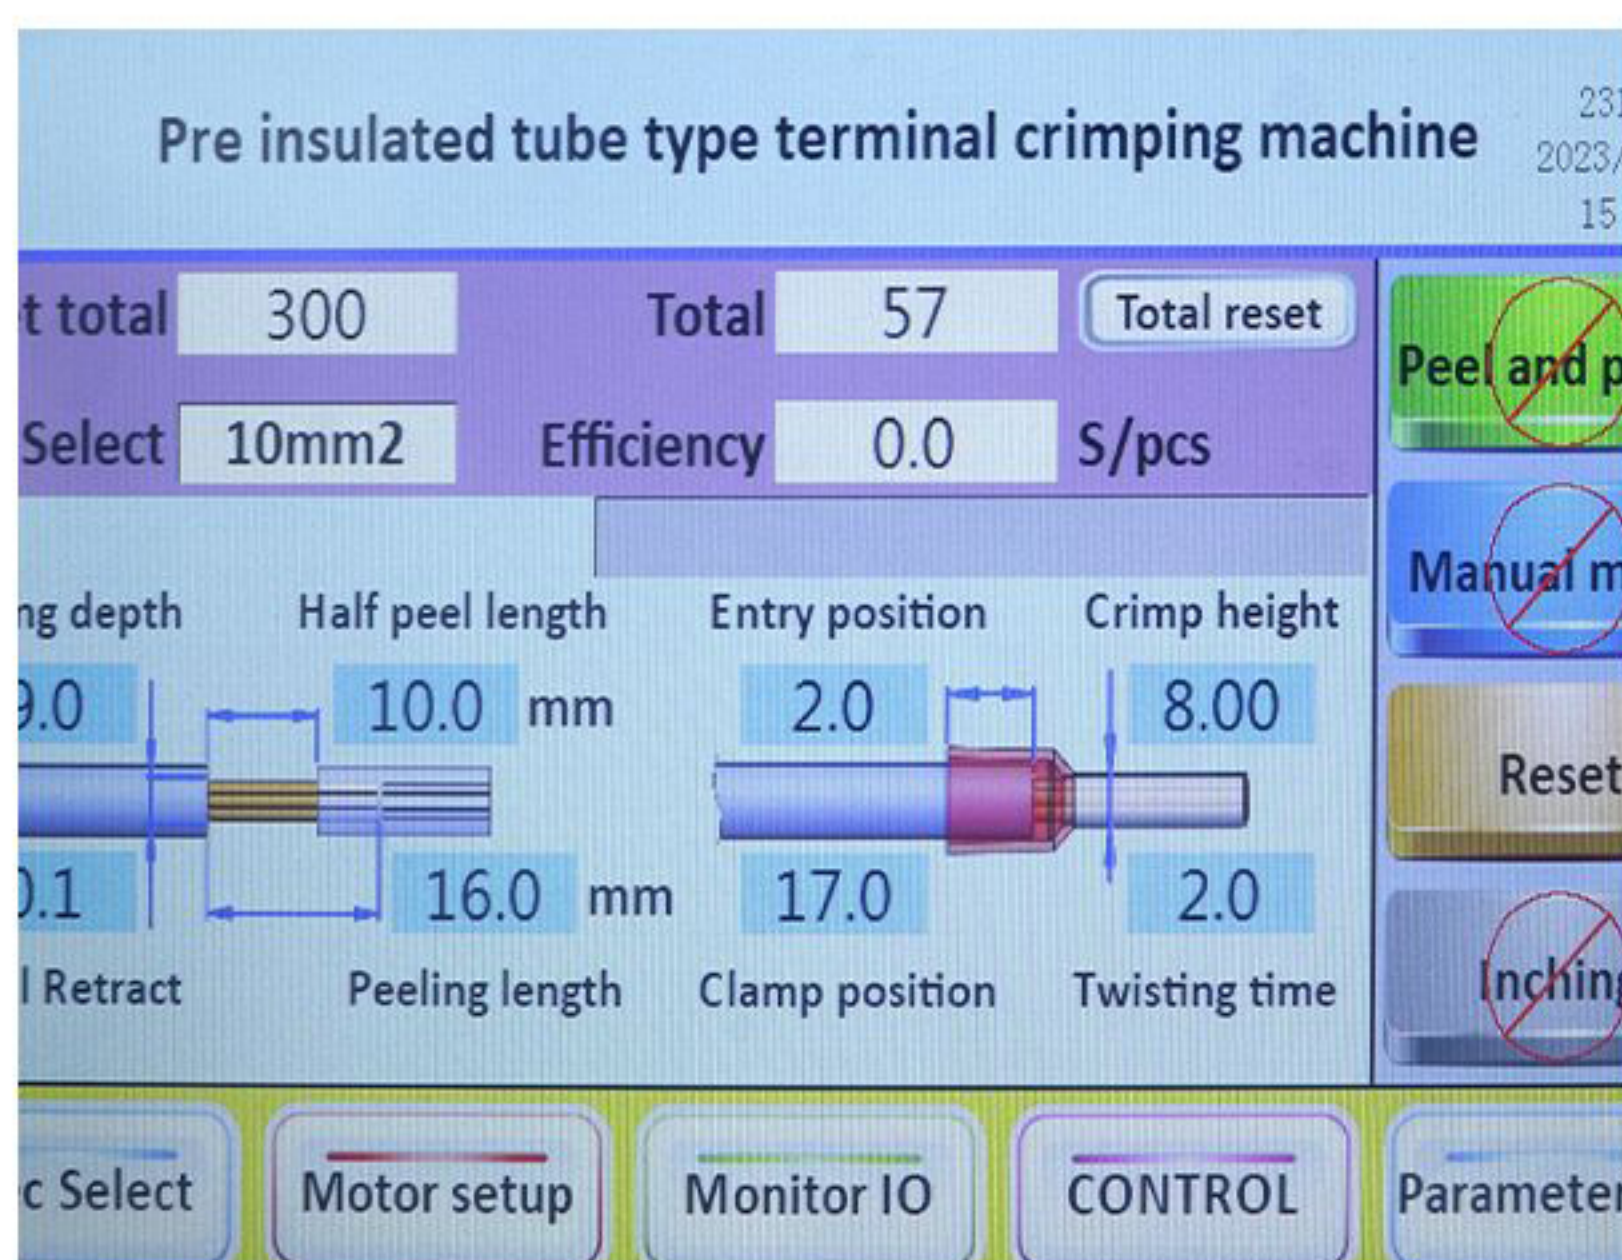 Pre insulated tube type terminal crimping machine
231
2023/
15
t total 300 Total 57 Total reset
Select 10mm2 Efficiency 0.0 S/pcs
Peel and p
Manual m
Reset
Inching
ng depth Half peel length Entry position Crimp height
9.0 10.0 mm 2.0 8.00
0.1 16.0 mm 17.0 2.0
l Retract Peeling length Clamp position Twisting time
c Select Motor setup Monitor IO CONTROL Parameter